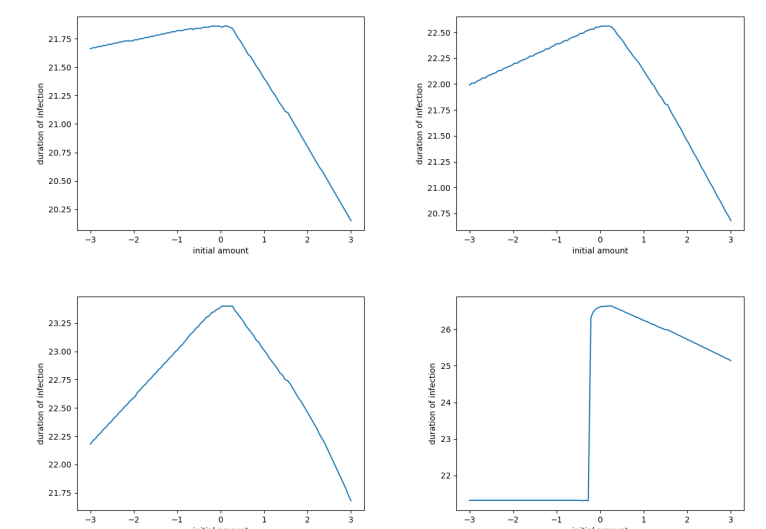 21.75
21.50
21.25
21.00
20.75
20.50
20.25
duration of infection
−3 −2 −1 0 1 2 3
initial amount
22.50
22.25
22.00
21.75
21.50
21.25
21.00
20.75
duration of infection
−3 −2 −1 0 1 2 3
initial amount
23.25
23.00
22.75
22.50
22.25
22.00
21.75
duration of infection
−3 −2 −1 0 1 2 3
initial amount
26
25
24
23
22
duration of infection
−3 −2 −1 0 1 2 3
initial amount